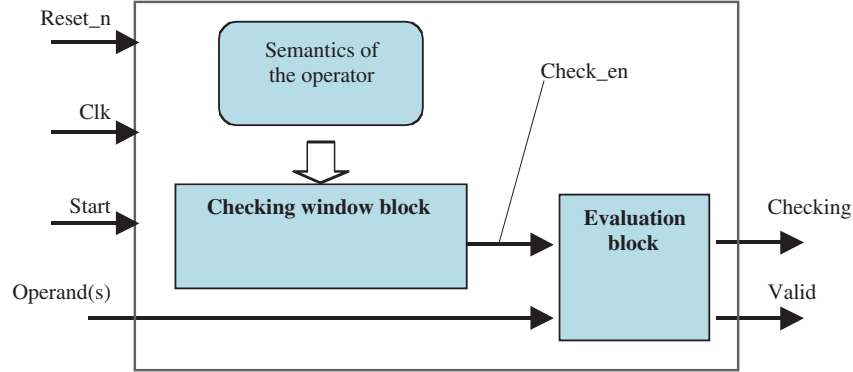 Reset_n
Semantics of
the operator
Check_en
Clk
Start
Checking window block
Evaluation
block
Checking
Operand(s)
Valid